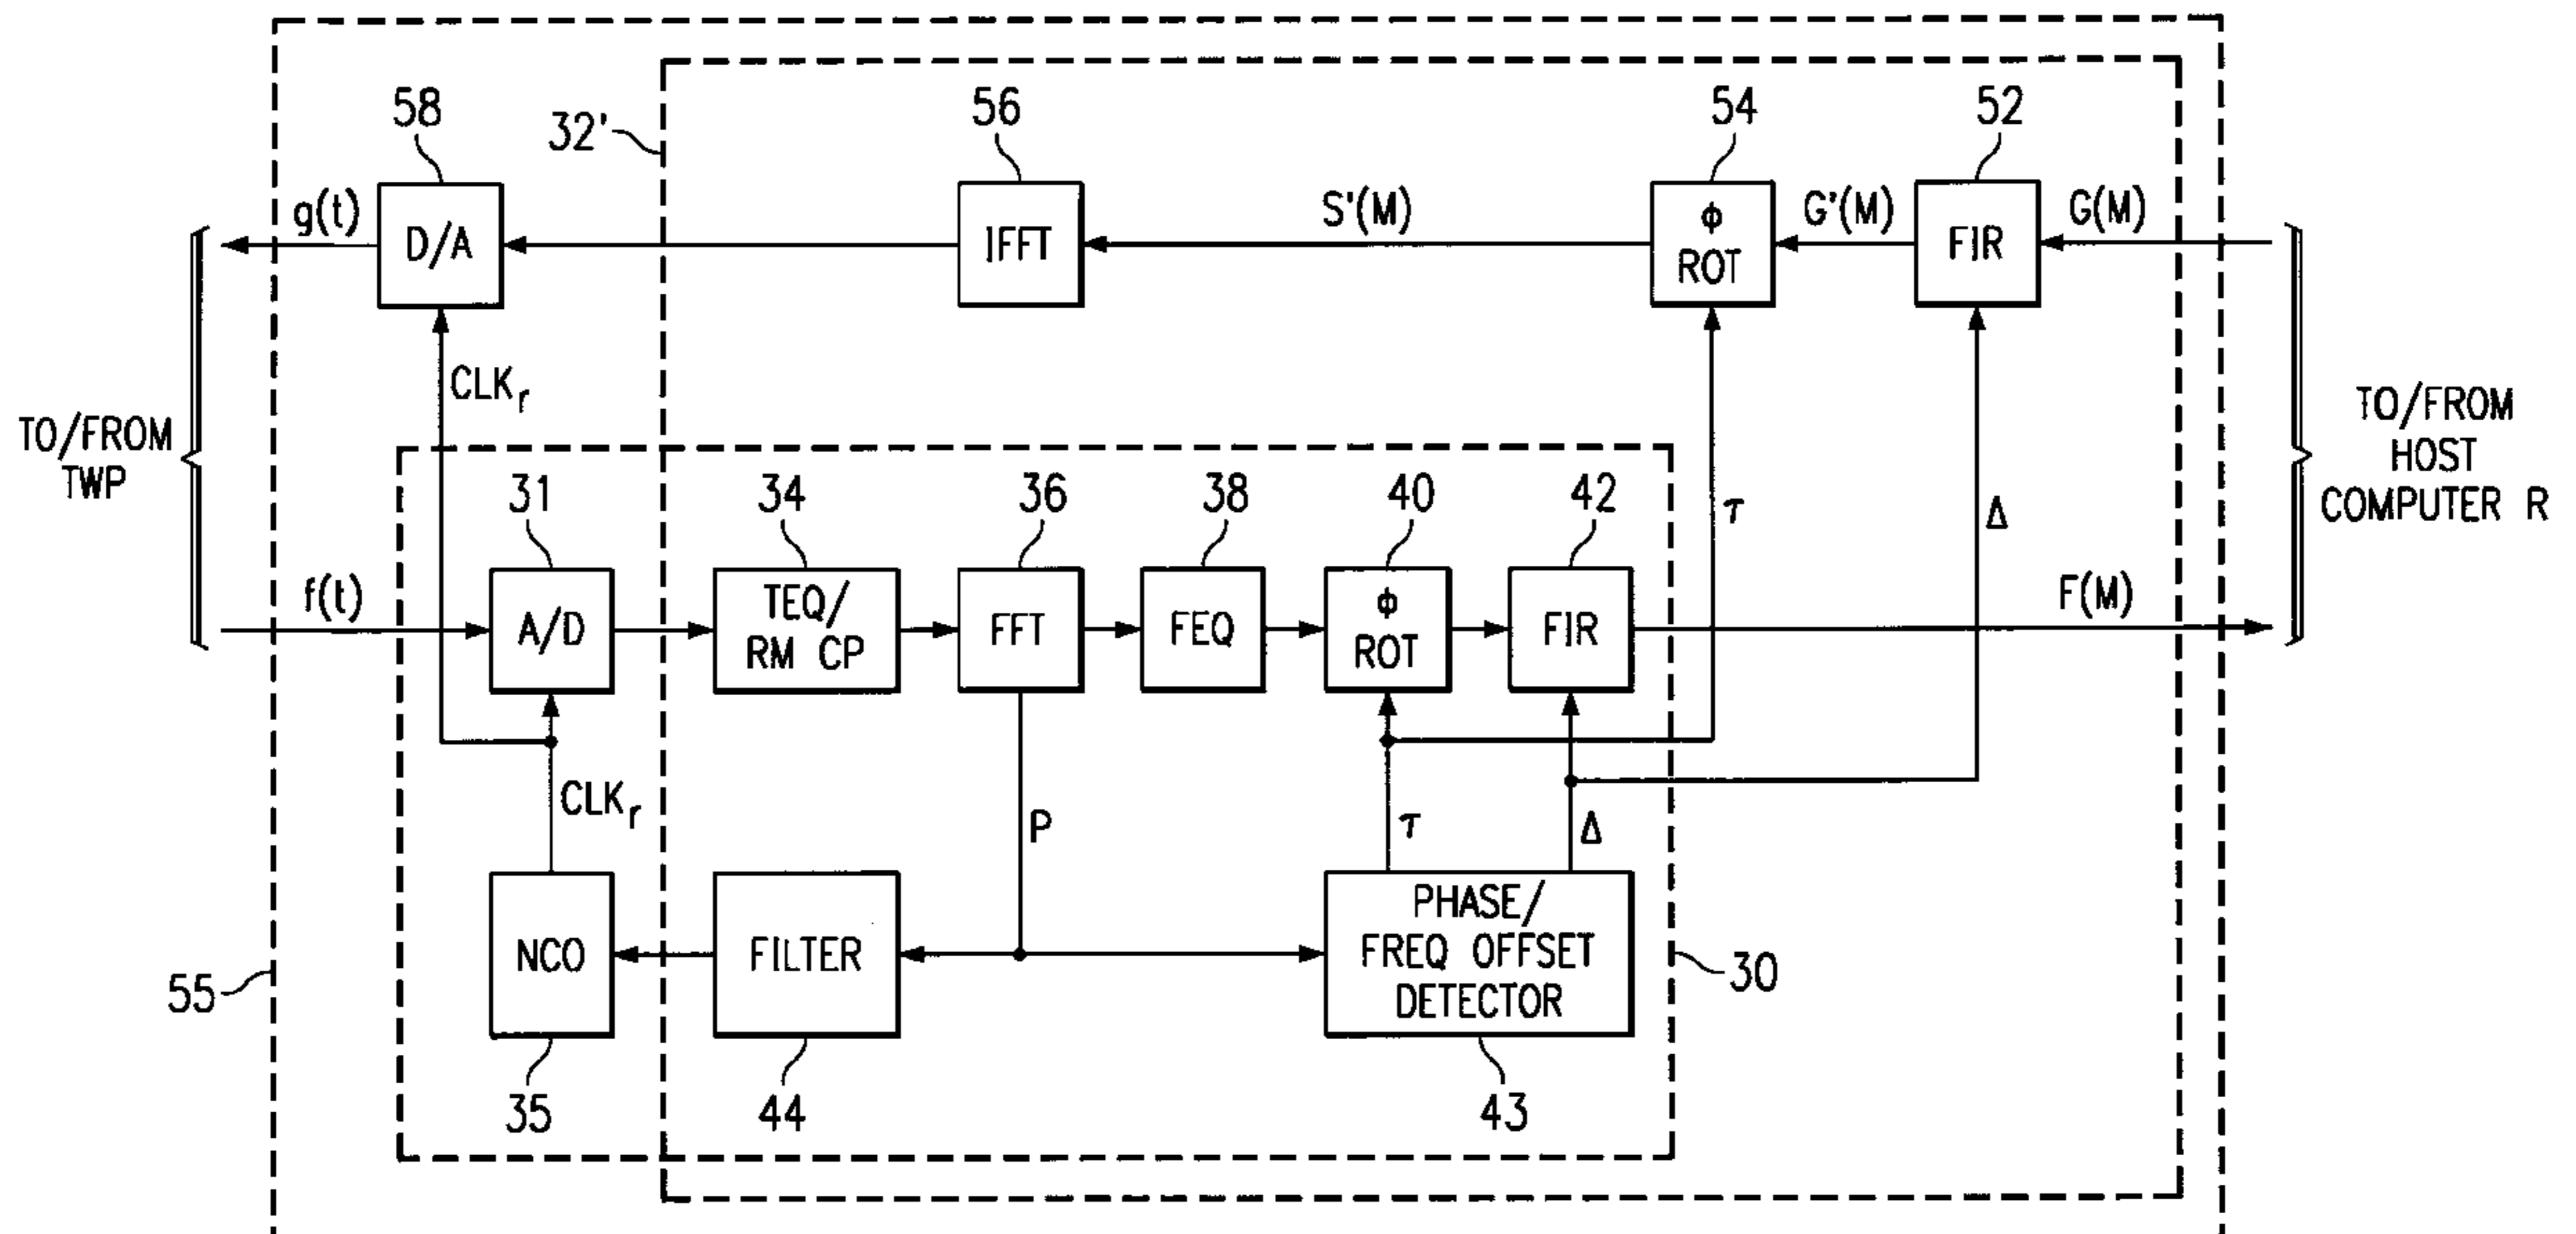 58
32'
56
54
52
g(t)
D/A
IFFT
S'(M)
φ
ROT
G'(M)
FIR
G(M)
CLKr
TO/FROM
TWP
TO/FROM
HOST
COMPUTER R
31
34
36
38
40
42
τ
Δ
f(t)
A/D
TEQ/
RM CP
FFT
FEQ
φ
ROT
FIR
F(M)
CLKr
P
τ
Δ
NCO
FILTER
PHASE/
FREQ OFFSET
DETECTOR
55
30
35
44
43